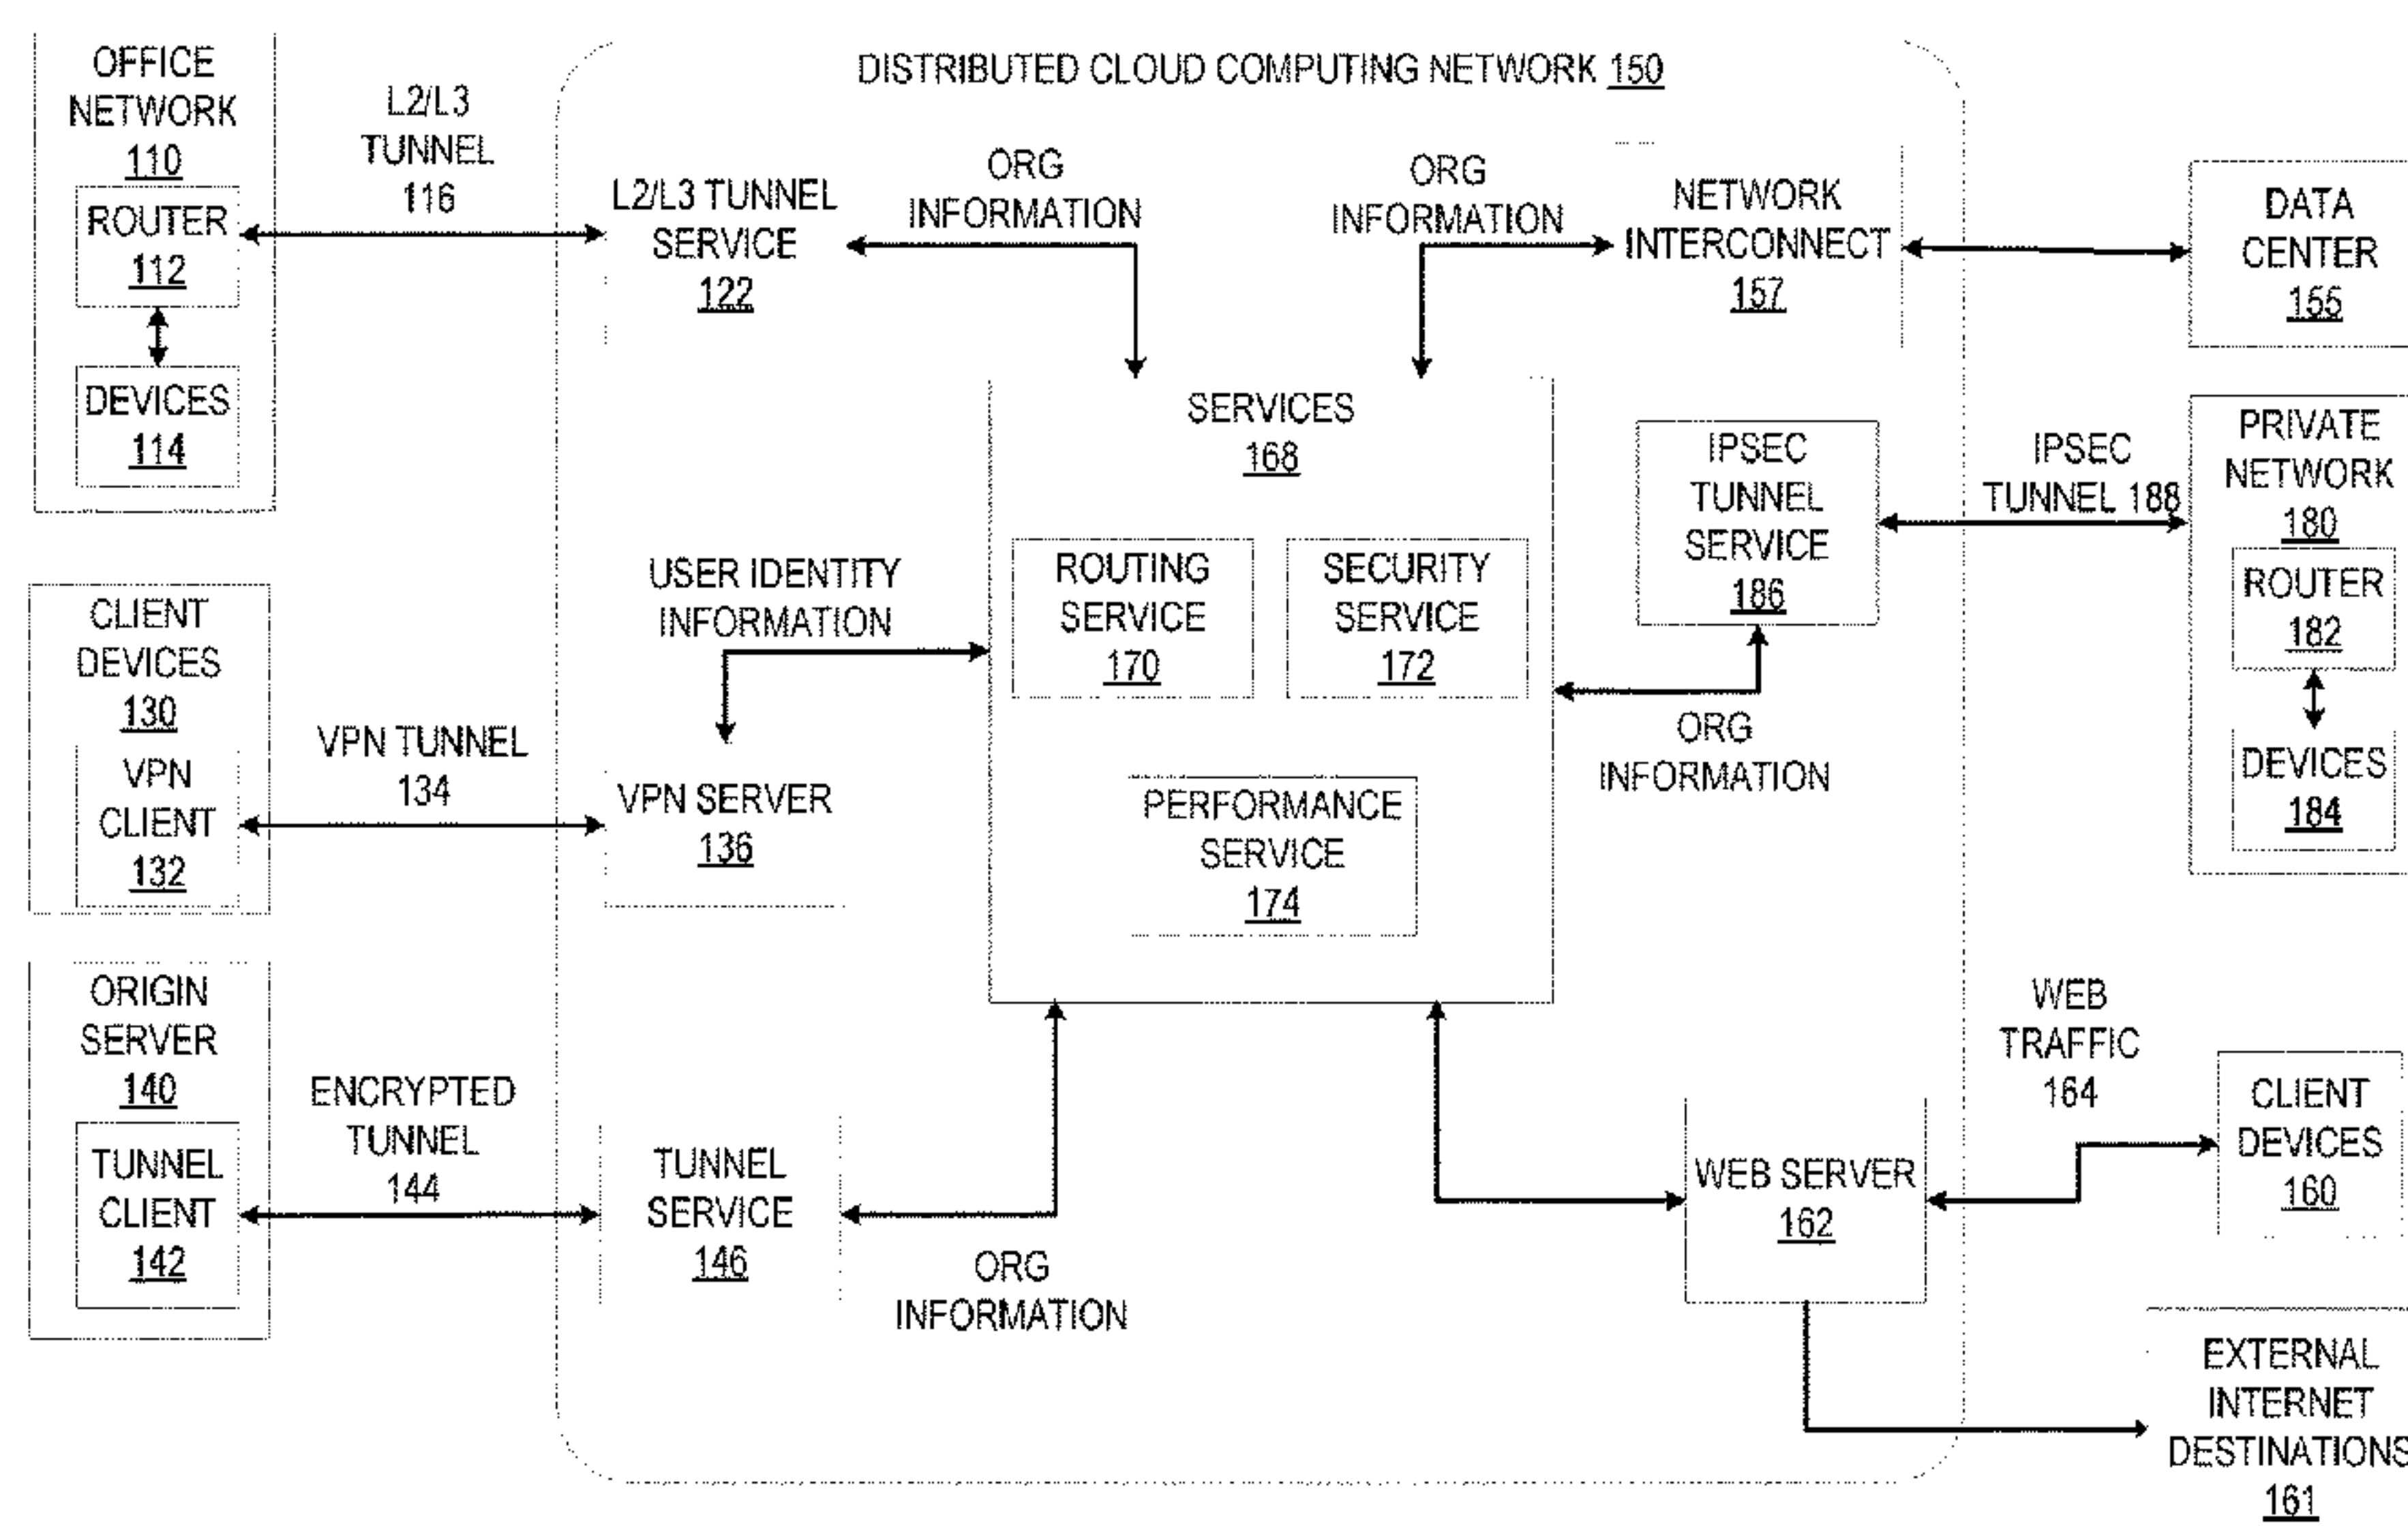 DISTRIBUTED CLOUD COMPUTING NETWORK 150
OFFICE
NETWORK
110
ROUTER
112
DEVICES
114
L2/L3
TUNNEL
116
L2/L3 TUNNEL
SERVICE
122
ORG
INFORMATION
ORG
INFORMATION
NETWORK
INTERCONNECT
157
DATA
CENTER
155
SERVICES
168
ROUTING
SERVICE
170
SECURITY
SERVICE
172
PERFORMANCE
SERVICE
174
IPSEC
TUNNEL
SERVICE
186
IPSEC
TUNNEL 188
PRIVATE
NETWORK
180
ROUTER
182
DEVICES
184
ORG
INFORMATION
USER IDENTITY
INFORMATION
CLIENT
DEVICES
130
VPN
CLIENT
132
VPN TUNNEL
134
VPN SERVER
136
ORIGIN
SERVER
140
TUNNEL
CLIENT
142
ENCRYPTED
TUNNEL
144
TUNNEL
SERVICE
146
ORG
INFORMATION
WEB SERVER
162
WEB
TRAFFIC
164
CLIENT
DEVICES
160
EXTERNAL
INTERNET
DESTINATIONS
161